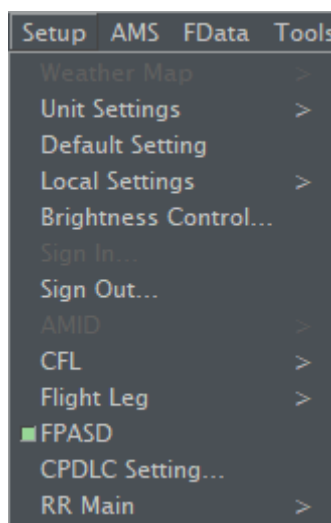 Setup AMS FData Tools
Weather Map >
Unit Settings >
Default Setting
Local Settings >
Brightness Control...
Sign In...
Sign Out...
AMID >
CFL >
Flight Leg >
FPASD
CPDLC Setting...
RR Main >